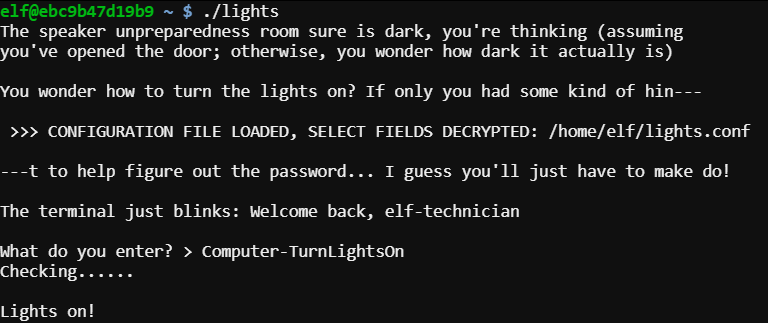 elf@ebc9b47d19b9 ~ $ ./lights
The speaker unpreparedness room sure is dark, you're thinking (assuming
you've opened the door; otherwise, you wonder how dark it actually is)
You wonder how to turn the lights on? If only you had some kind of hin---
>>> CONFIGURATION FILE LOADED, SELECT FIELDS DECRYPTED: /home/elf/lights.conf
---t to help figure out the password... I guess you'll just have to make do!
The terminal just blinks: Welcome back, elf-technician
What do you enter? > Computer-TurnLightsOn
Checking......
Lights on!